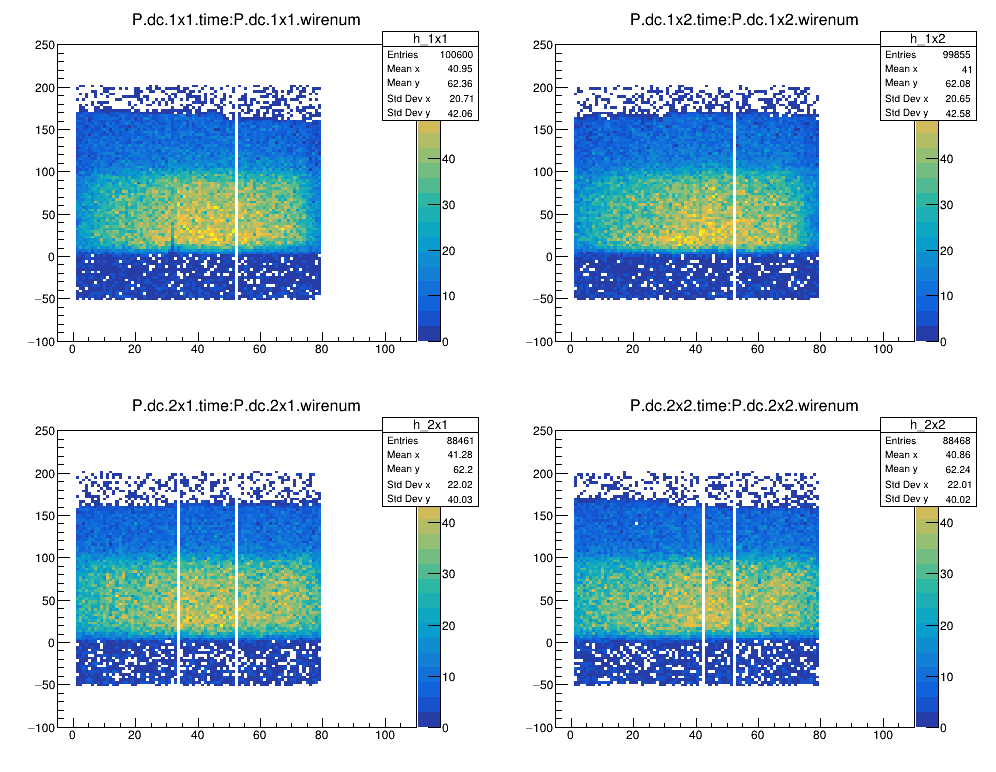 P.dc.1x1.time:P.dc.1x1.wirenum
h_1x1
Entries 100600
Mean x 40.95
Mean y 62.36
Std Dev x 20.71
Std Dev y 42.06
250
200
150
100
50
0
−50
−100
0 20 40 60 80 100
40
30
20
10
0
P.dc.1x2.time:P.dc.1x2.wirenum
h_1x2
Entries 99855
Mean x 41
Mean y 62.08
Std Dev x 20.65
Std Dev y 42.58
250
200
150
100
50
0
−50
−100
0 20 40 60 80 100
40
30
20
10
0
P.dc.2x1.time:P.dc.2x1.wirenum
h_2x1
Entries 88461
Mean x 41.28
Mean y 62.2
Std Dev x 22.02
Std Dev y 40.03
250
200
150
100
50
0
−50
−100
0 20 40 60 80 100
40
30
20
10
0
P.dc.2x2.time:P.dc.2x2.wirenum
h_2x2
Entries 88468
Mean x 40.86
Mean y 62.24
Std Dev x 22.01
Std Dev y 40.02
250
200
150
100
50
0
−50
−100
0 20 40 60 80 100
40
30
20
10
0